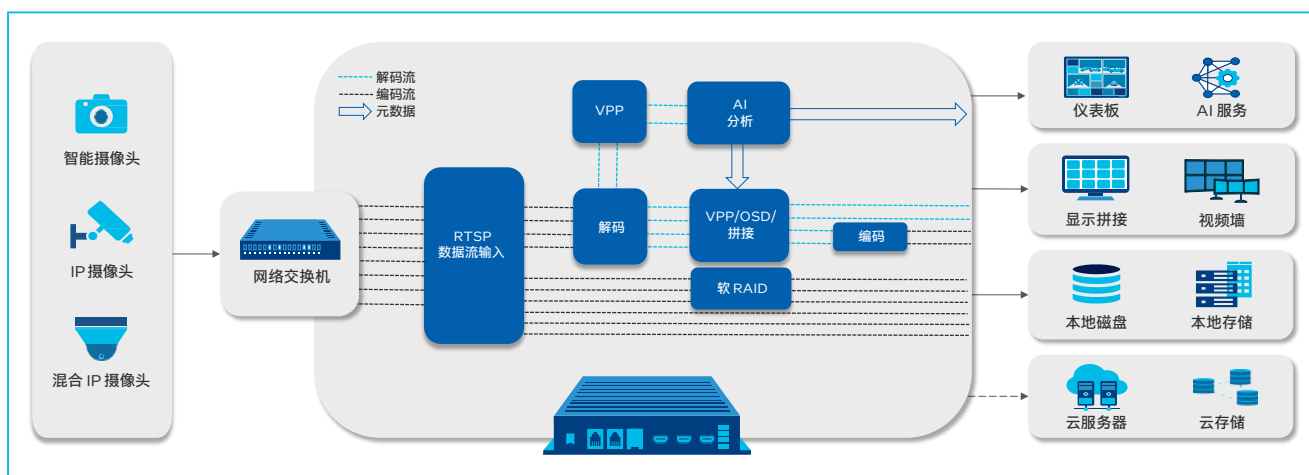 智能摄像头
IP 摄像头
混合 IP 摄像头
网络交换机
解码流
编码流
元数据
RTSP
数据流输入
VPP
AI
分析
解码
VPP/OSD/
拼接
编码
软 RAID
仪表板
AI 服务
显示拼接
视频墙
本地磁盘
本地存储
云服务器
云存储